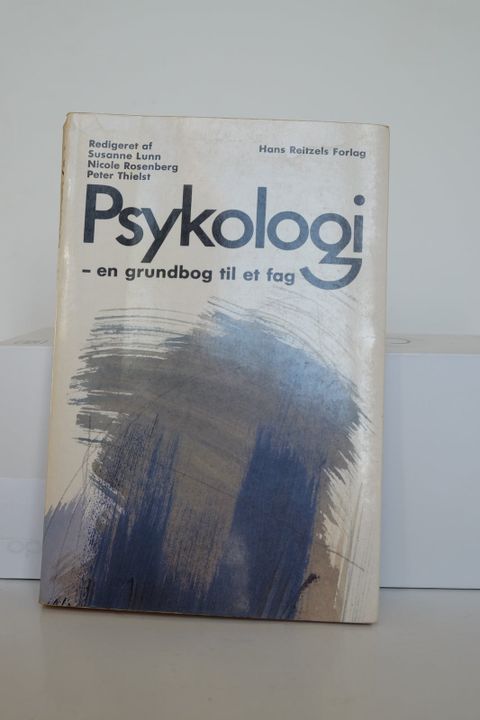 Redigeret af
Susanne Lunn
Nicole Rosenberg
Peter Thielst
Hans Reitzels Forlag
Psykologi
– en grundbog til et fag